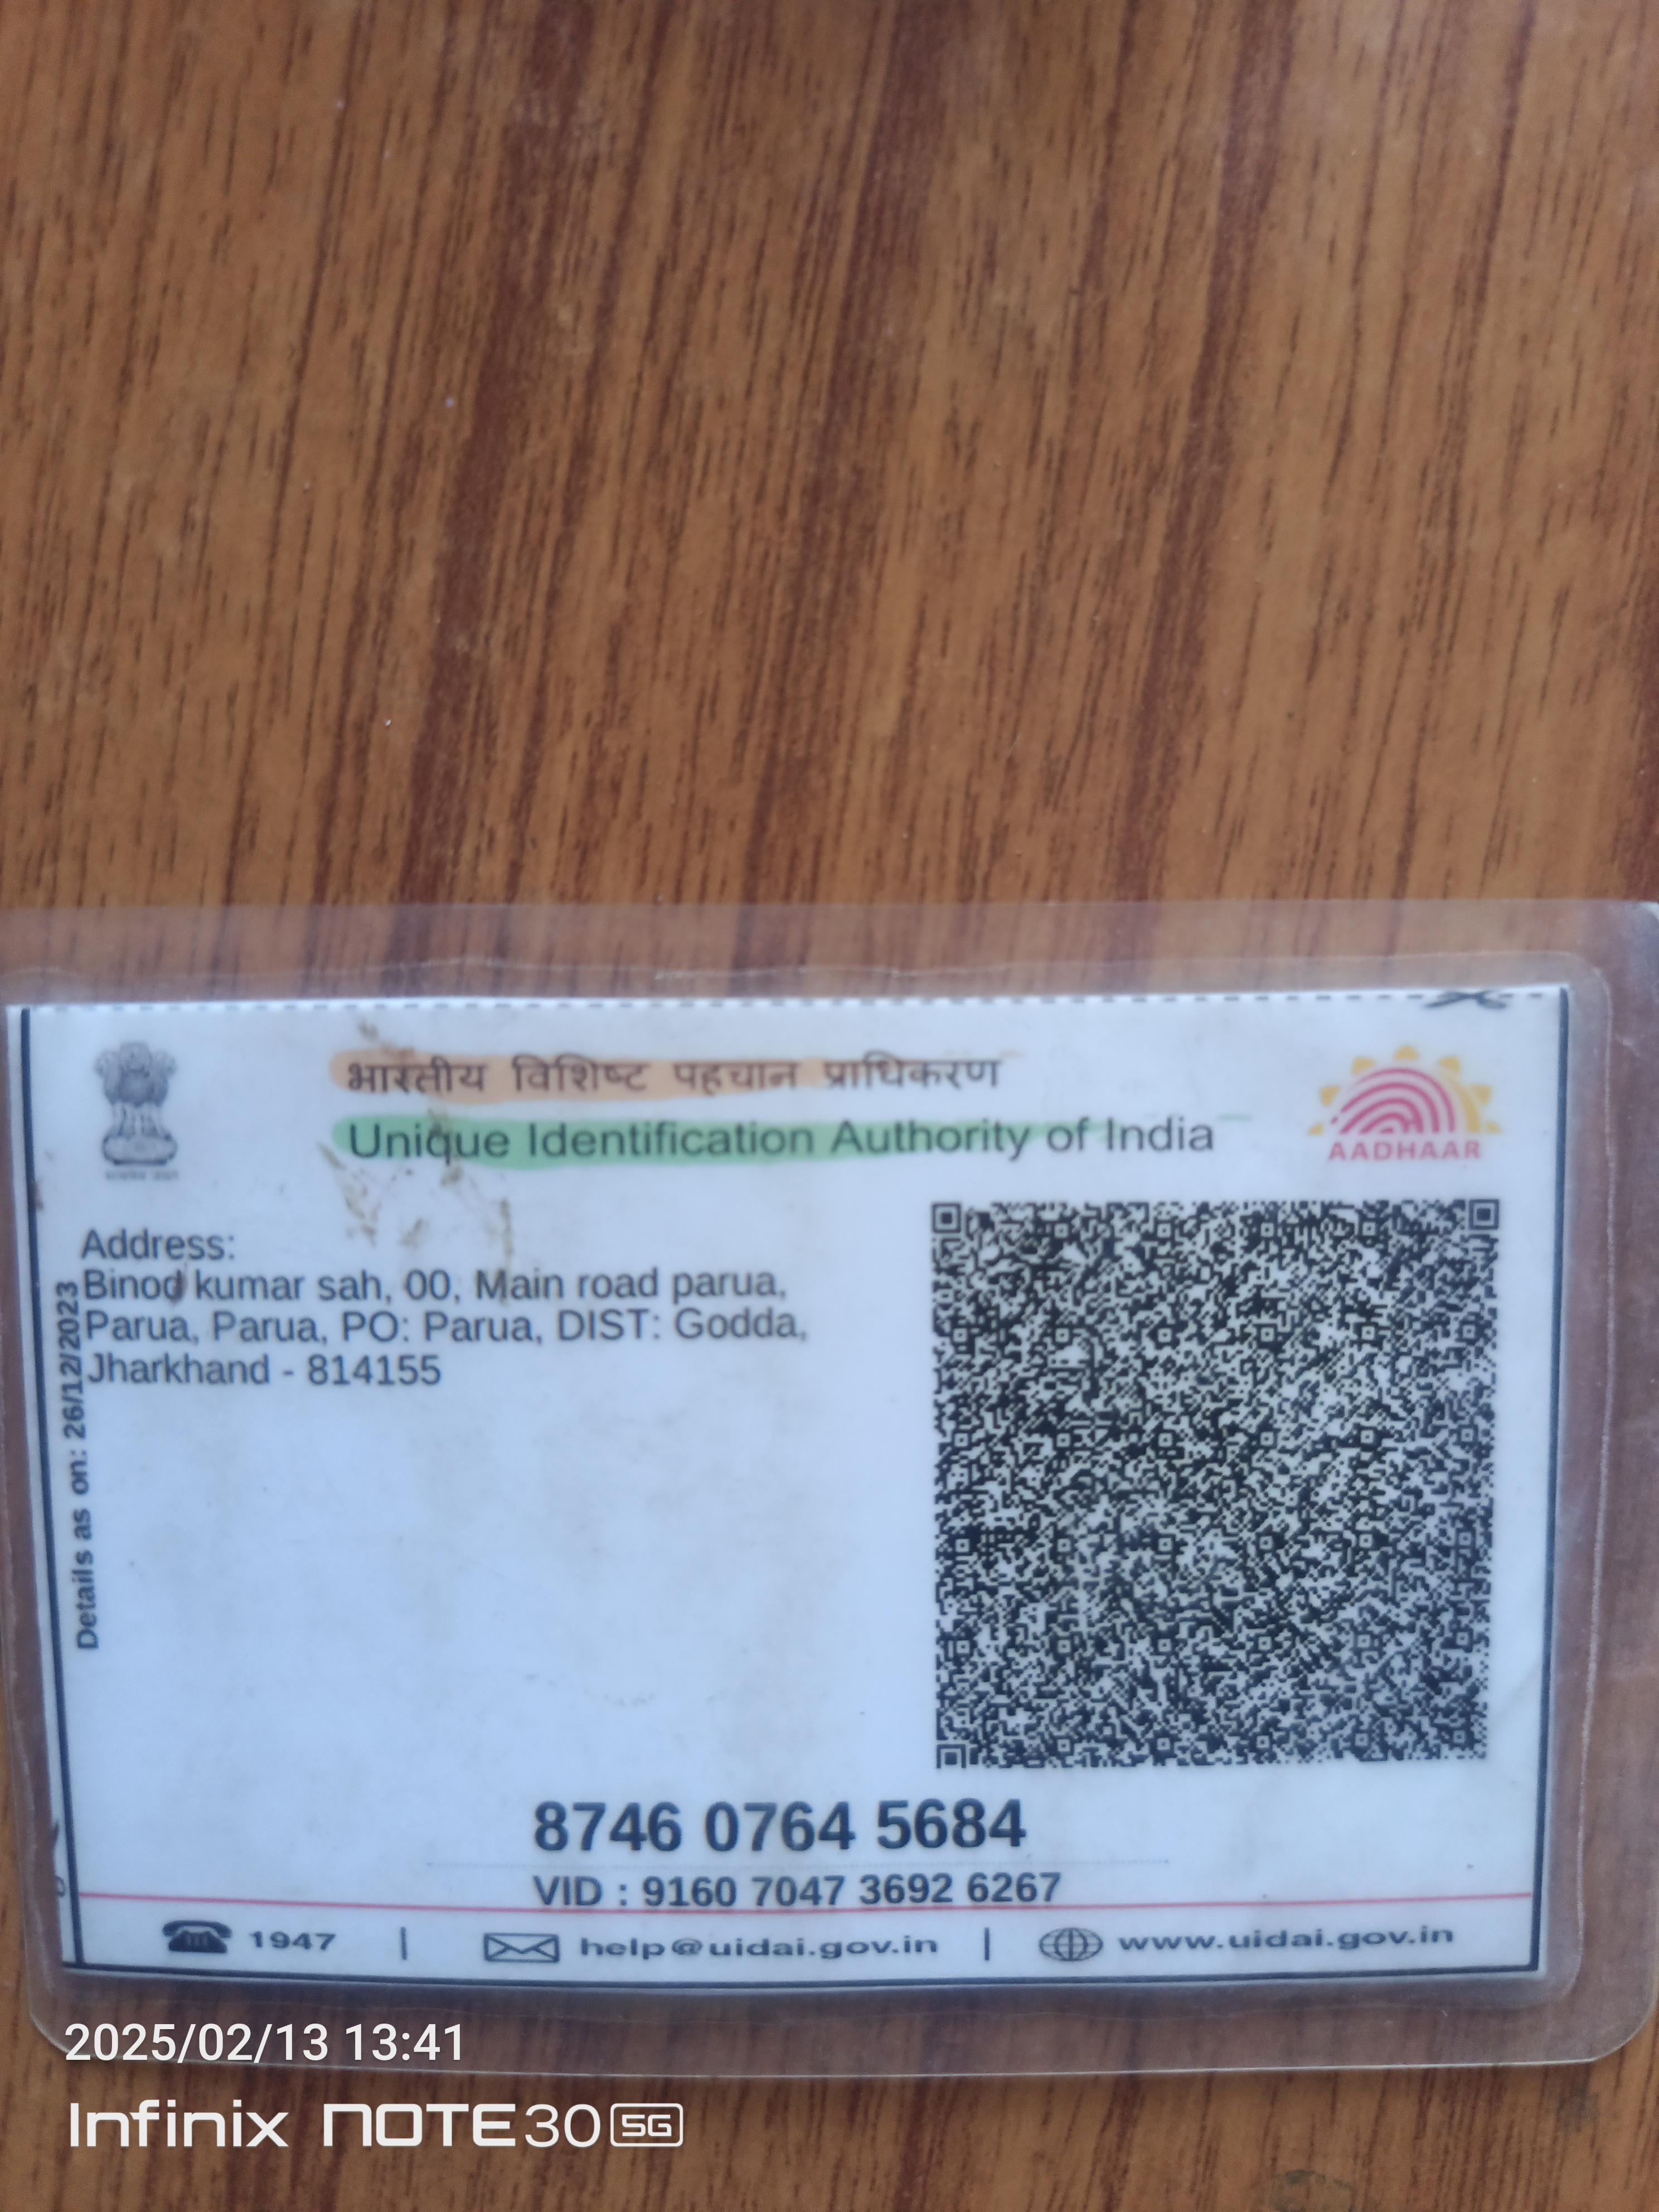 भारतीय विशिष्ट पहचान प्राधिकरण
Unique Identification Authority of India
AADHAAR
Address:
Binod kumar sah, 00, Main road parua,
Parua, Parua, PO: Parua, DIST: Godda,
Jharkhand - 814155
Details as on: 26/12/2023
8746 0764 5684
VID : 9160 7047 3692 6267
1947 | help@uidai.gov.in | www.uidai.gov.in
2025/02/13 13:41
Infinix NOTE 30 5G